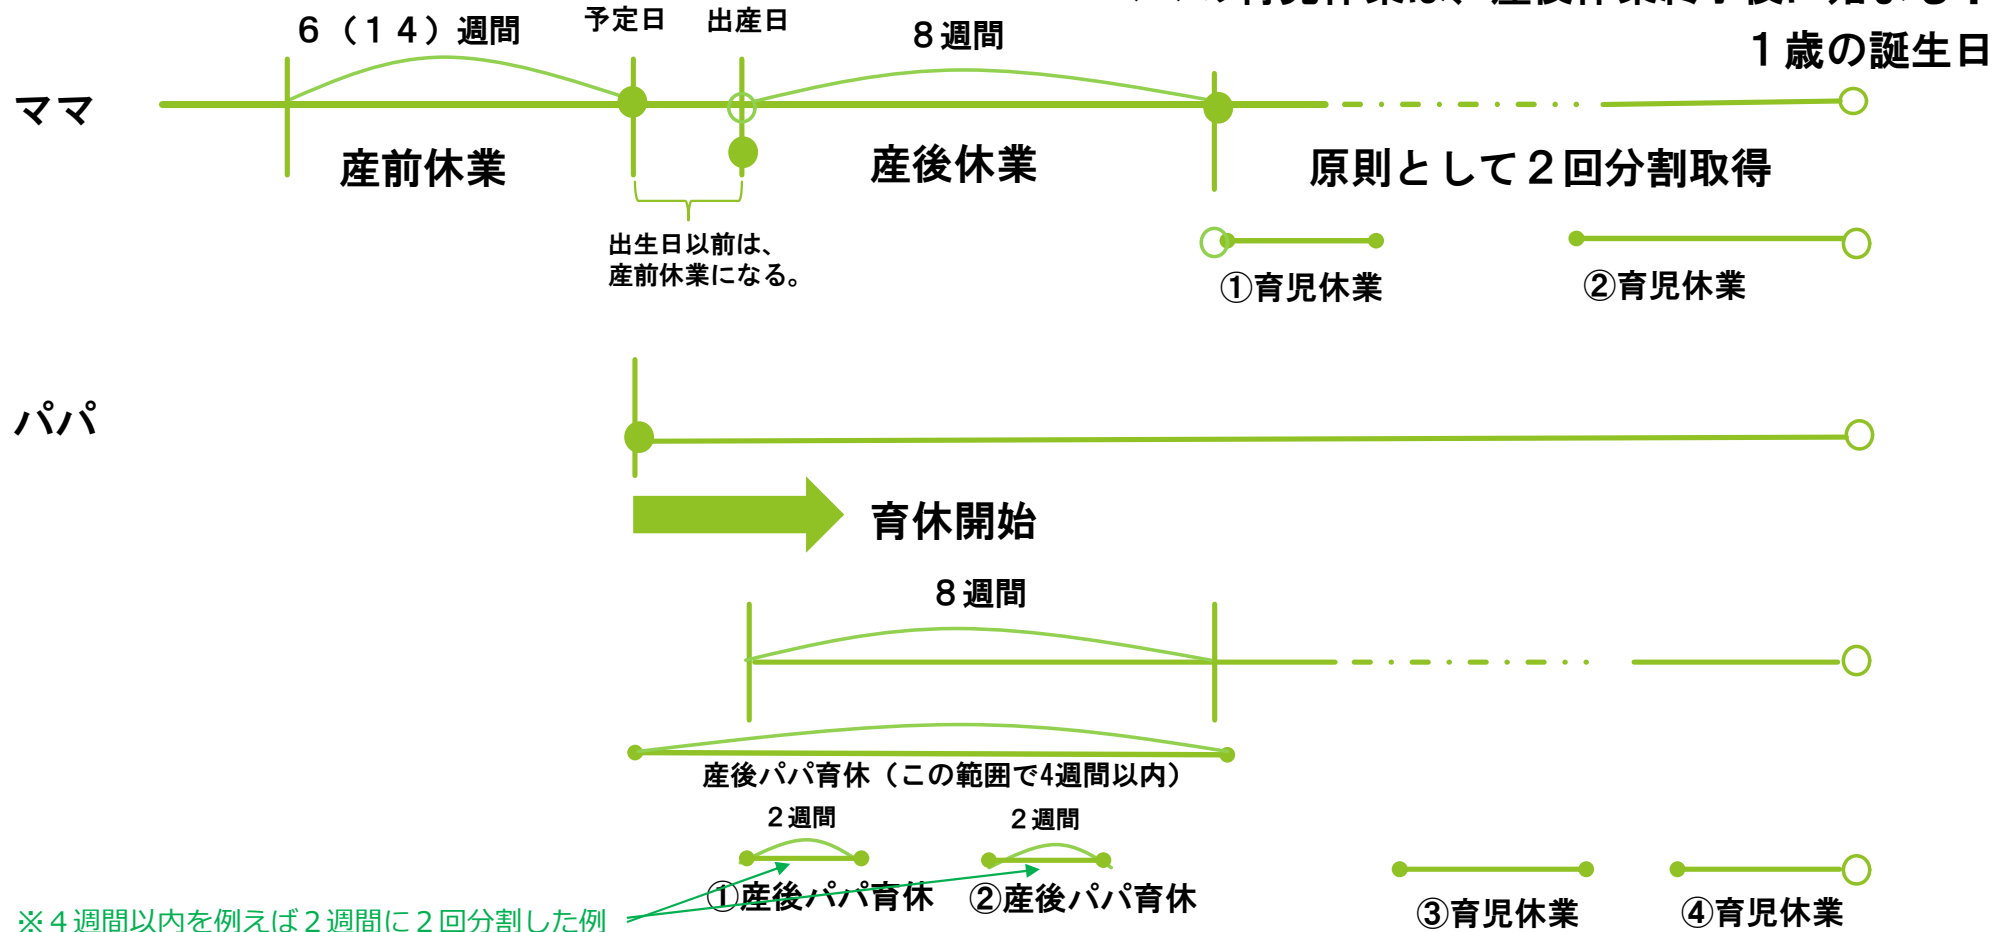 ６（１４）週間
予定日
出産日
８週間
１歳の誕生日
ママ
産前休業
産後休業
原則として２回分割取得
出生日以前は、
産前休業になる。
①育児休業
②育児休業
パパ
育休開始
８週間
産後パパ育休（この範囲で4週間以内）
２週間
２週間
①産後パパ育休
②産後パパ育休
③育児休業
④育児休業
※４週間以内を例えば２週間に２回分割した例